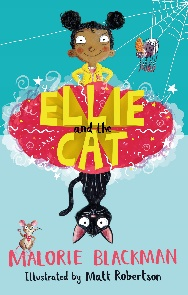 ELLIE
and the
CAT
MALORIE BLACKMAN
Illustrated by Matt Robertson